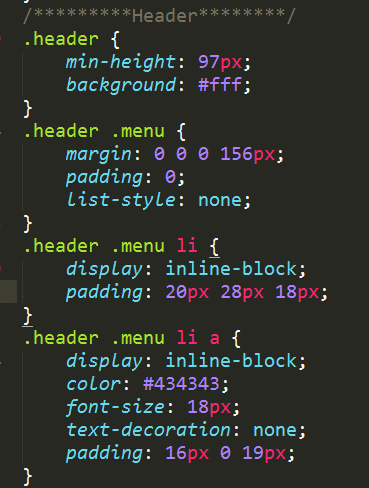 /*********Header********/
.header {
min-height: 97px;
background: #fff;
}
.header .menu {
margin: 0 0 0 156px;
padding: 0;
list-style: none;
}
.header .menu li {
display: inline-block;
padding: 20px 28px 18px;
}
.header .menu li a {
display: inline-block;
color: #434343;
font-size: 18px;
text-decoration: none;
padding: 16px 0 19px;
}